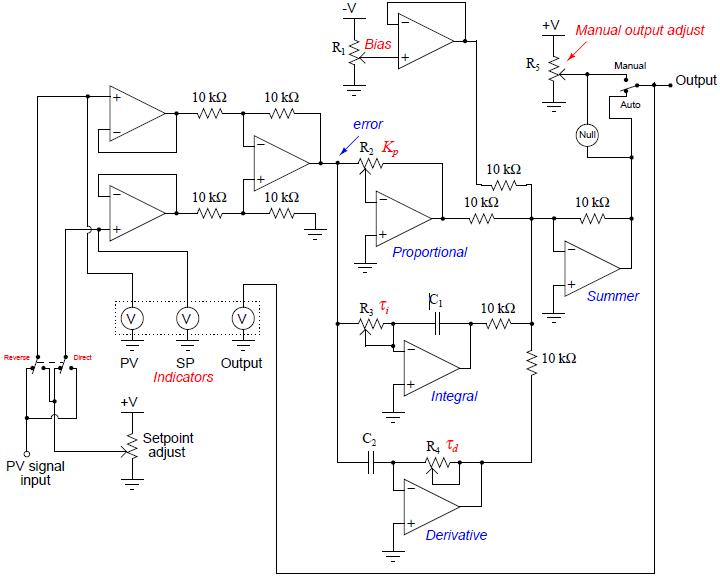 -V
R1
Bias
+
+V
Manual output adjust
R5
Manual
Output
Auto
Null
+
−
10 kΩ
10 kΩ
error
R2
Kp
−
+
10 kΩ
−
+
10 kΩ
10 kΩ
10 kΩ
10 kΩ
10 kΩ
−
+
Proportional
−
+
Summer
V
V
V
PV
SP
Output
Indicators
R3
τi
C1
10 kΩ
10 kΩ
−
+
Integral
Reverse
Direct
+V
Setpoint
adjust
PV signal
input
C2
R4
τd
−
+
Derivative